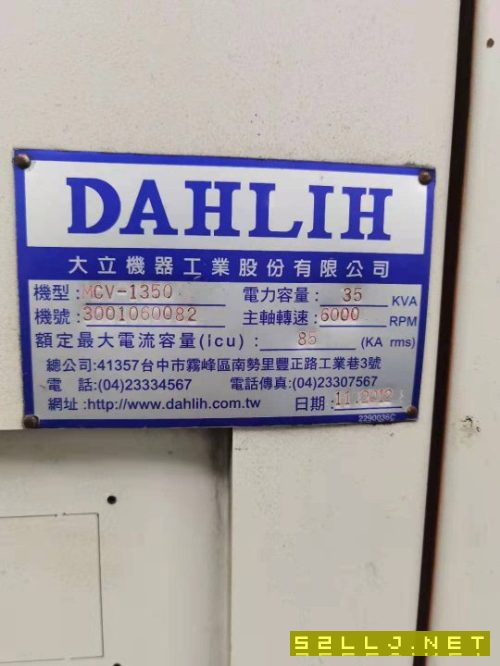 DAHLIH
大立機器工業股份有限公司
機型:MCV-1350 電力容量: 35 KVA
機號:3001060082 主軸轉速:6000 RPM
額定最大電流容量(icu): 85 (KA rms)
總公司:41357台中市霧峰區南勢里豐正路工業巷3號
電 話:(04)23334567 電話傳真:(04)23307567
網址:http://www.dahlih.com.tw 日期:11.2012
2290036C
52LLJ.NET